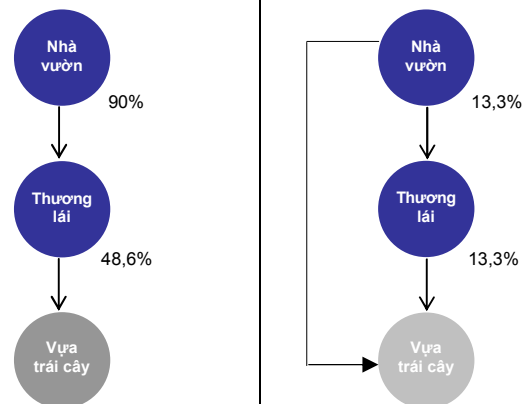 Nhà
vườn
90%
Thương
lái
48,6%
Vựa
trái cây
Nhà
vườn
13,3%
Thương
lái
13,3%
Vựa
trái cây